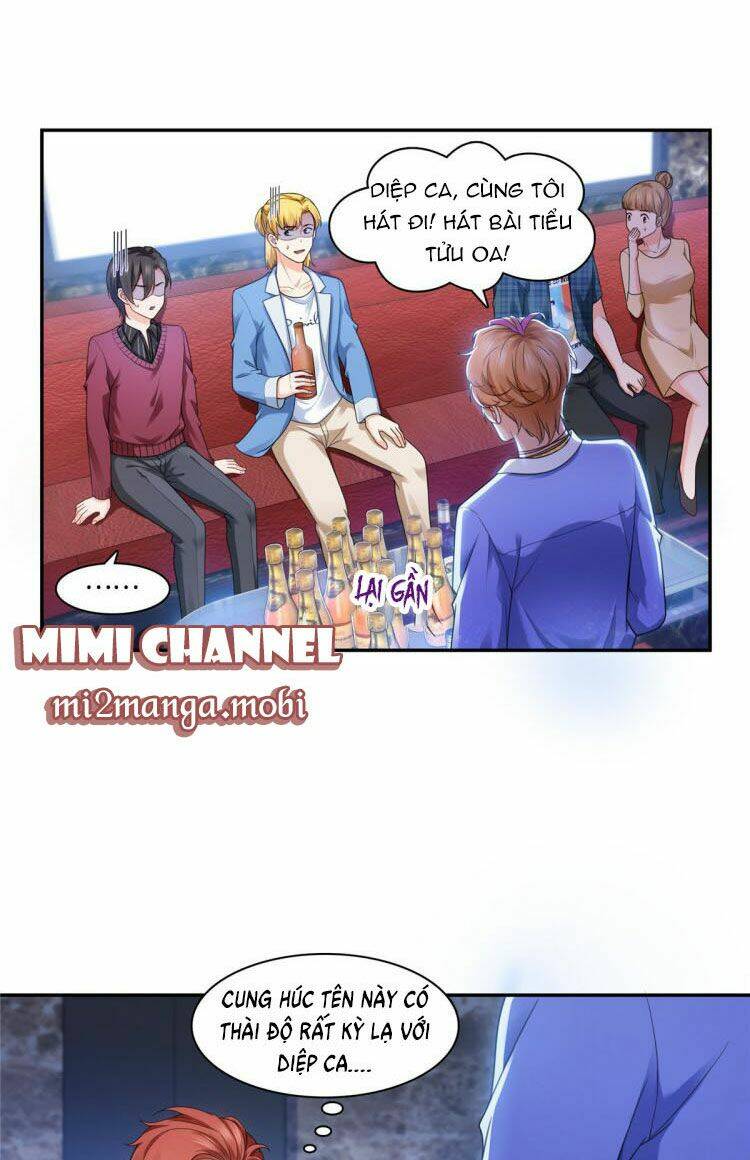 DIỆP CA, CÙNG TÔI
HÁT ĐI! HÁT BÀI TIỂU
TỬU OA!
......
LẠI GẦN
MIMI CHANNEL
mi2manga.mobi
CUNG HÚC TÊN NÀY CÓ
THÁI ĐỘ RẤT KỲ LẠ VỚI
DIỆP CA....